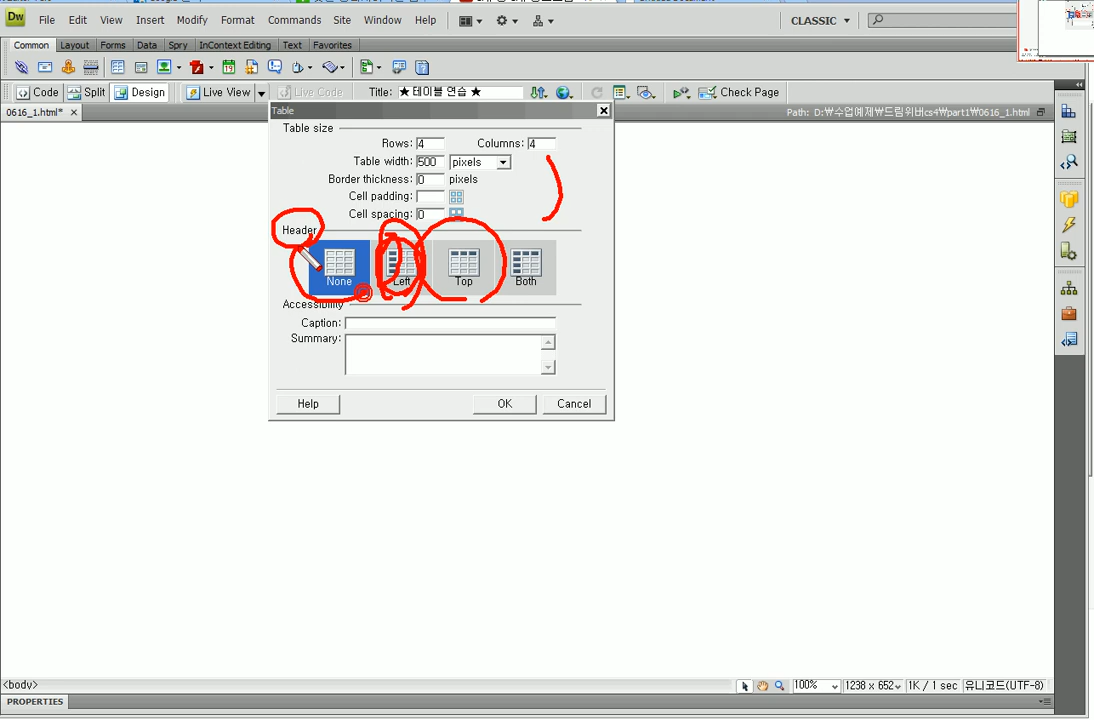 Dw File Edit View Insert Modify Format Commands Site Window Help CLASSIC
Common Layout Forms Data Spry InContext Editing Text Favorites
19
Code Split Design Live View Live Code Title: ★ 테이블 연습 ★ Check Page
0616_1.html* Path: D:₩수업예제₩드림위버cs4₩part1₩0616_1.html
Table
Table size
Rows: 4 Columns: 4
Table width: 500 pixels
Border thickness: 0 pixels
Cell padding:
Cell spacing: 0
Header
None Left Top Both
Accessibility
Caption:
Summary:
Help OK Cancel
<body> 100% 1238 x 652 1K / 1 sec 유니코드(UTF-8)
PROPERTIES